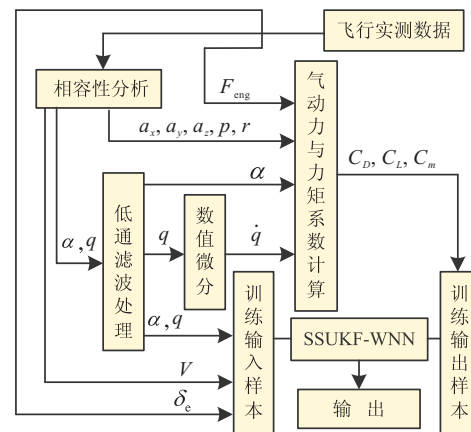 飞行实测数据
相容性分析
F_eng
a_x, a_y, a_z, p, r
气动力与力矩系数计算
C_D, C_L, C_m
α
低通滤波处理
α, q
q
数值微分
q̇
α, q
训练输入样本
SSUKF-WNN
训练输出样本
V
δ_e
输 出